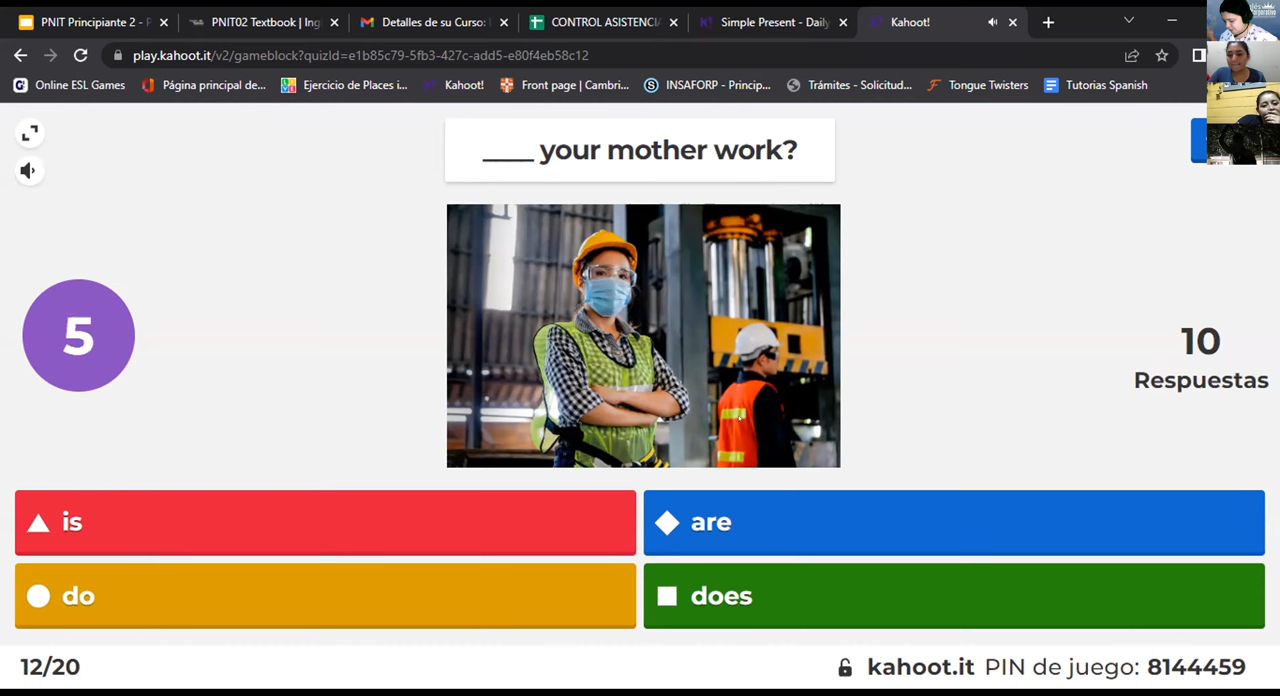 PNIT Principiante 2 - P
PNIT02 Textbook | Ing
Detalles de su Curso:
CONTROL ASISTENCIA
Simple Present - Daily
Kahoot!
play.kahoot.it/v2/gameblock?quizId=e1b85c79-5fb3-427c-add5-e80f4eb58c12
Online ESL Games
Página principal de...
Ejercicio de Places i...
Kahoot!
Front page | Cambri...
INSAFORP - Princip...
Trámites - Solicitud...
Tongue Twisters
Tutorias Spanish
____ your mother work?
5
10
Respuestas
is
are
do
does
12/20
kahoot.it PIN de juego: 8144459